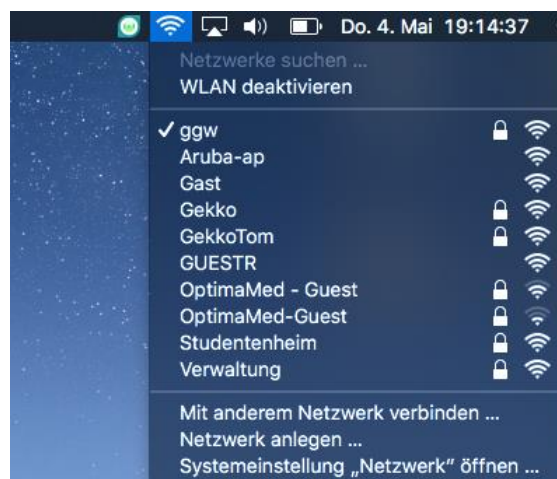 Do. 4. Mai 19:14:37
Netzwerke suchen ...
WLAN deaktivieren
✓ ggw
Aruba-ap
Gast
Gekko
GekkoTom
GUESTR
OptimaMed - Guest
OptimaMed-Guest
Studentenheim
Verwaltung
Mit anderem Netzwerk verbinden ...
Netzwerk anlegen ...
Systemeinstellung „Netzwerk“ öffnen ...